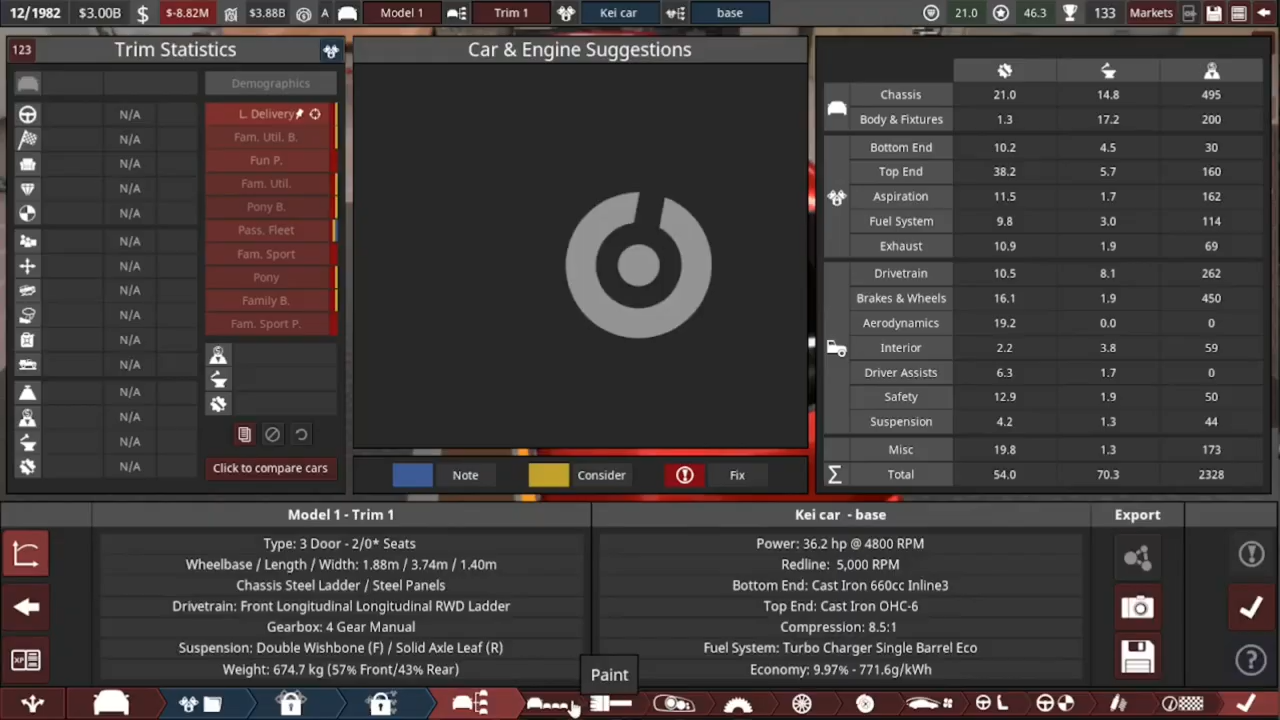 12/1982 $3.00B $ $-8.82M $3.88B A Model 1 Trim 1 Kei car base 21.0 46.3 133 Markets
123 Trim Statistics
Demographics
N/A L. Delivery
N/A Fam. Util. B.
N/A Fun P.
N/A Fam. Util.
N/A Pony B.
N/A Pass. Fleet
N/A Fam. Sport
N/A Pony
N/A Family B.
N/A Fam. Sport P.
N/A
N/A
N/A
N/A
N/A
Click to compare cars
Car & Engine Suggestions
Note Consider Fix
Chassis 21.0 14.8 495
Body & Fixtures 1.3 17.2 200
Bottom End 10.2 4.5 30
Top End 38.2 5.7 160
Aspiration 11.5 1.7 162
Fuel System 9.8 3.0 114
Exhaust 10.9 1.9 69
Drivetrain 10.5 8.1 262
Brakes & Wheels 16.1 1.9 450
Aerodynamics 19.2 0.0 0
Interior 2.2 3.8 59
Driver Assists 6.3 1.7 0
Safety 12.9 1.9 50
Suspension 4.2 1.3 44
Misc 19.8 1.3 173
Σ Total 54.0 70.3 2328
Model 1 - Trim 1
Type: 3 Door - 2/0* Seats
Wheelbase / Length / Width: 1.88m / 3.74m / 1.40m
Chassis Steel Ladder / Steel Panels
Drivetrain: Front Longitudinal Longitudinal RWD Ladder
Gearbox: 4 Gear Manual
Suspension: Double Wishbone (F) / Solid Axle Leaf (R)
Weight: 674.7 kg (57% Front/43% Rear)
Kei car - base
Power: 36.2 hp @ 4800 RPM
Redline: 5,000 RPM
Bottom End: Cast Iron 660cc Inline3
Top End: Cast Iron OHC-6
Compression: 8.5:1
Fuel System: Turbo Charger Single Barrel Eco
Economy: 9.97% - 771.6g/kWh
Export
XP
Paint